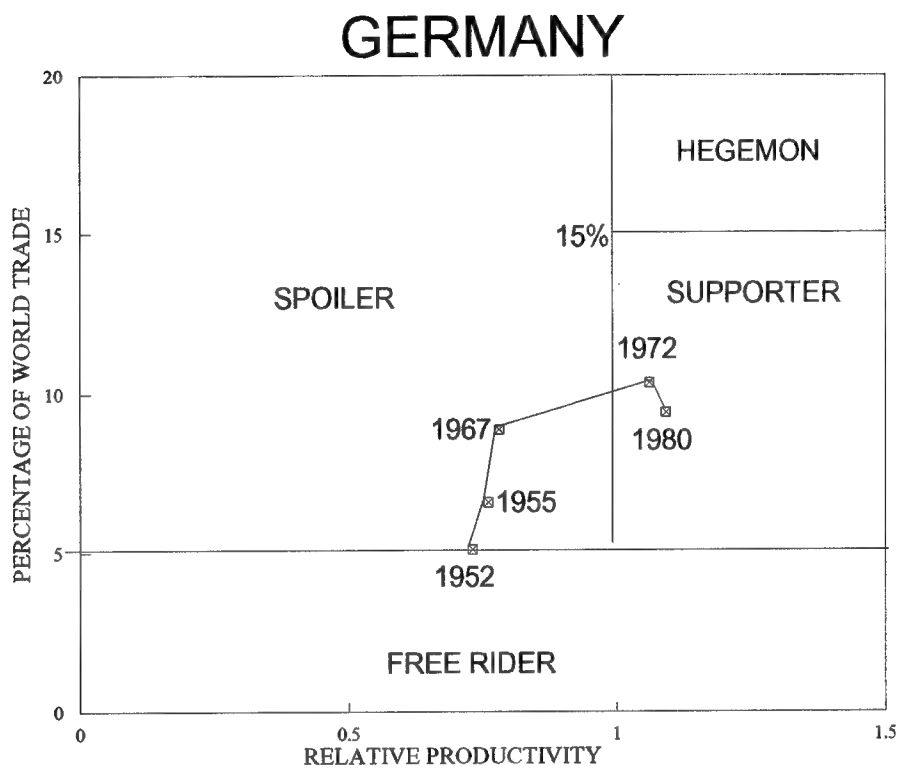 GERMANY
20
HEGEMON
15
15%
SPOILER
SUPPORTER
PERCENTAGE OF WORLD TRADE
1972
10
1967
1980
1955
5
1952
FREE RIDER
0
0
0.5
1
1.5
RELATIVE PRODUCTIVITY